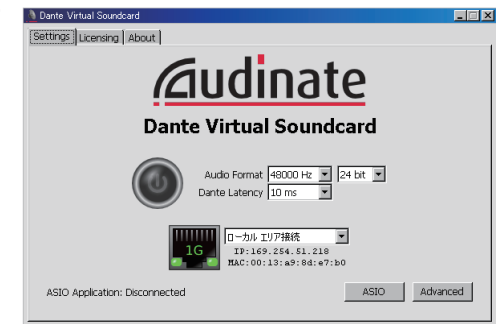 Dante Virtual Soundcard
Settings Licensing About
Audinate
Dante Virtual Soundcard
Audio Format 48000 Hz 24 bit
Dante Latency 10 ms
ローカル エリア接続
1G
IP:169.254.51.218
MAC:00:13:a9:8d:e7:b0
ASIO Application: Disconnected ASIO Advanced